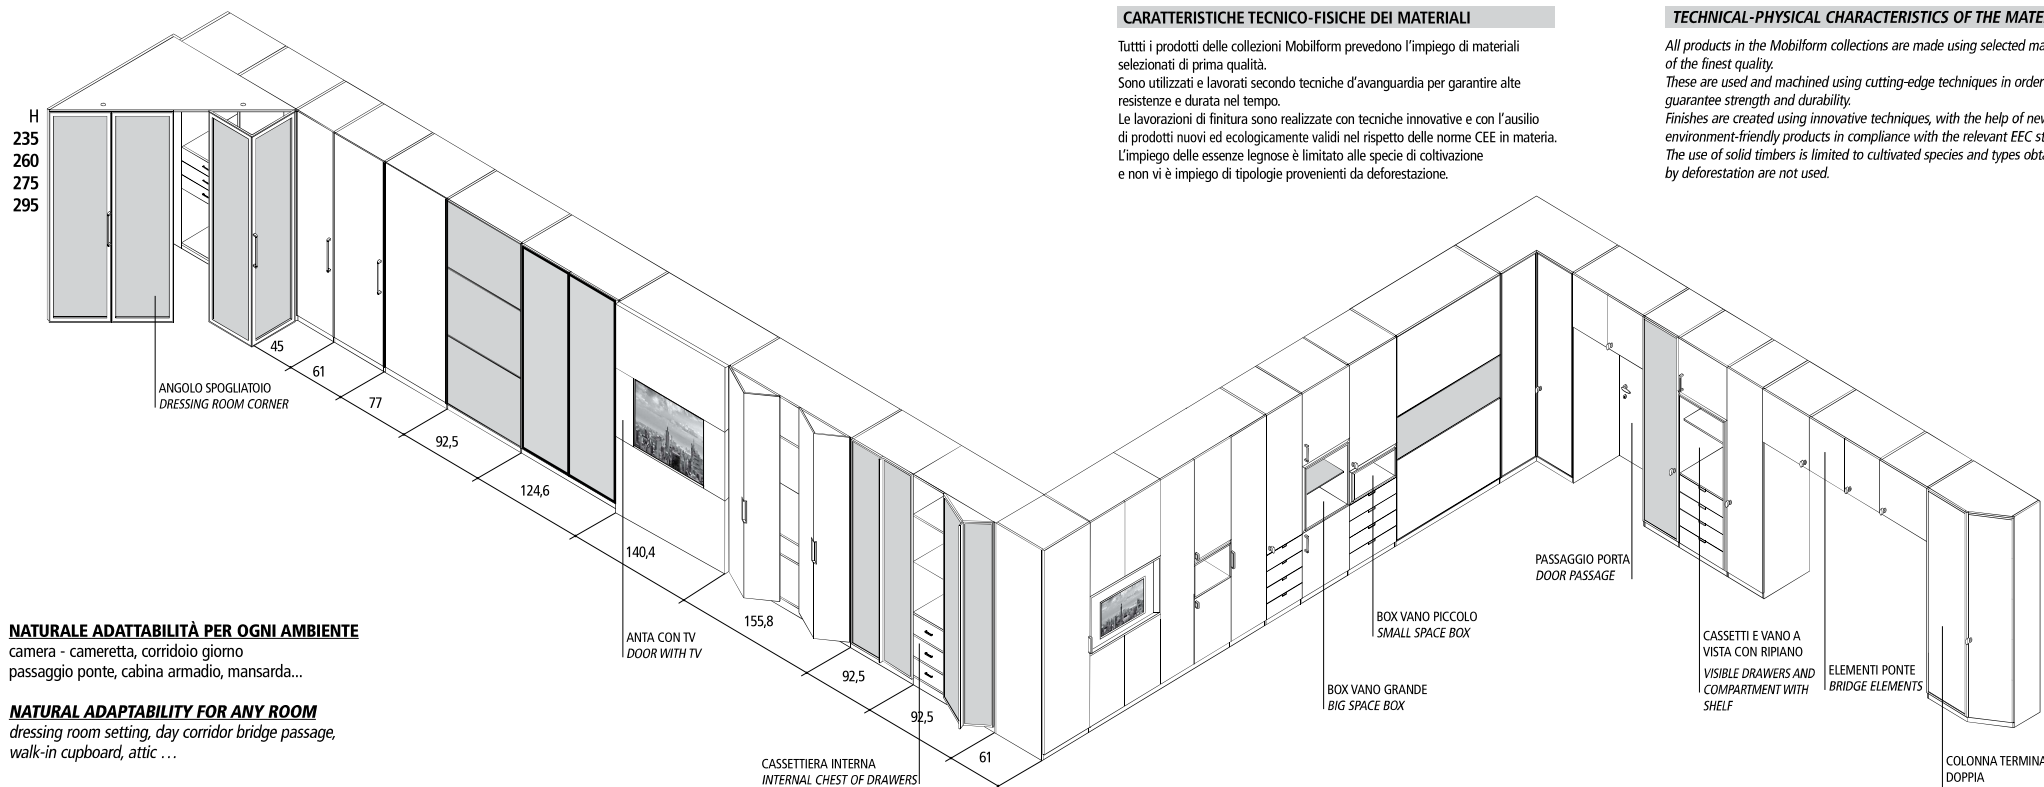 CARATTERISTICHE TECNICO-FISICHE DEI MATERIALI
Tuttti i prodotti delle collezioni Mobilform prevedono l'impiego di materiali
selezionati di prima qualità.
Sono utilizzati e lavorati secondo tecniche d'avanguardia per garantire alte
resistenze e durata nel tempo.
Le lavorazioni di finitura sono realizzate con tecniche innovative e con l'ausilio
di prodotti nuovi ed ecologicamente validi nel rispetto delle norme CEE in materia.
L'impiego delle essenze legnose è limitato alle specie di coltivazione
e non vi è impiego di tipologie provenienti da deforestazione.
TECHNICAL-PHYSICAL CHARACTERISTICS OF THE
All products in the Mobilform collections are made using selected
of the finest quality.
These are used and machined using cutting-edge techniques in order
guarantee strength and durability.
Finishes are created using innovative techniques, with the help of
environment-friendly products in compliance with the relevant EEC
The use of solid timbers is limited to cultivated species and types
by deforestation are not used.
H
235
260
275
295
45
61
77
92,5
124,6
140,4
155,8
92,5
92,5
61
ANGOLO SPOGLIATOIO
DRESSING ROOM CORNER
ANTA CON TV
DOOR WITH TV
CASSETTIERA INTERNA
INTERNAL CHEST OF DRAWERS
BOX VANO GRANDE
BIG SPACE BOX
BOX VANO PICCOLO
SMALL SPACE BOX
PASSAGGIO PORTA
DOOR PASSAGE
CASSETTI E VANO A
VISTA CON RIPIANO
VISIBLE DRAWERS AND
COMPARTMENT WITH
SHELF
ELEMENTI PONTE
BRIDGE ELEMENTS
COLONNA
DOPPIA
NATURALE ADATTABILITÀ PER OGNI AMBIENTE
camera - cameretta, corridoio giorno
passaggio ponte, cabina armadio, mansarda...
NATURAL ADAPTABILITY FOR ANY ROOM
dressing room setting, day corridor bridge passage,
walk-in cupboard, attic …